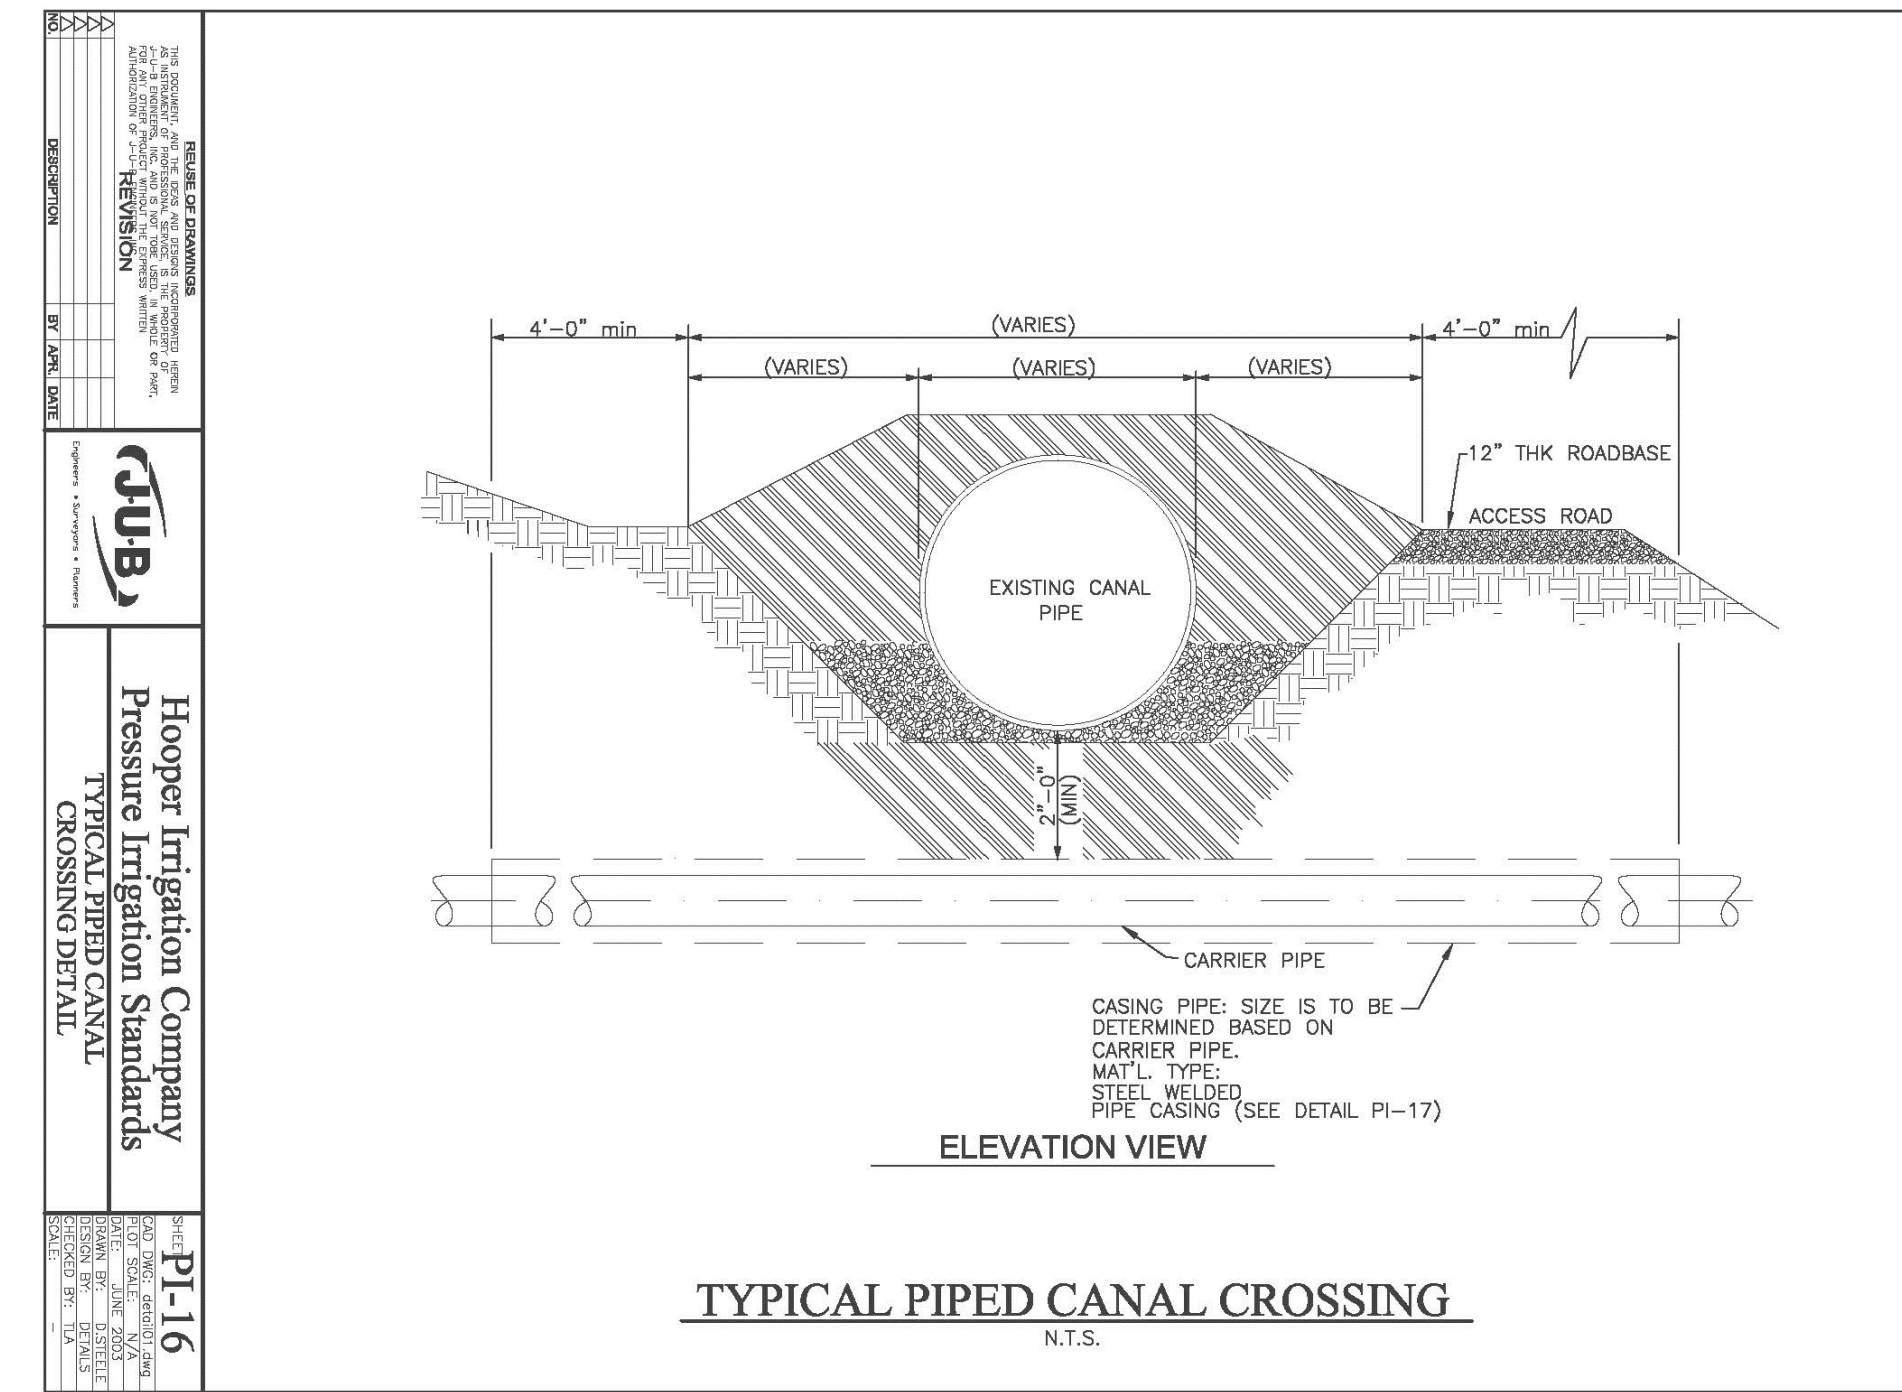 REUSE OF DRAWINGS
THIS DOCUMENT, AND THE IDEAS AND DESIGNS INCORPORATED HEREIN
AS INSTRUMENT OF PROFESSIONAL SERVICE, IS THE PROPERTY OF
J-U-B ENGINEERS, INC. AND IS NOT TOBE USED, IN WHOLE OR PART,
FOR ANY OTHER PROJECT WITHOUT THE EXPRESS WRITTEN
AUTHORIZATION OF J-U-B ENGINEERS INC.
REVISION
NO. DESCRIPTION BY APR. DATE
J·U·B
Engineers • Surveyors • Planners
Hooper Irrigation Company
Pressure Irrigation Standards
TYPICAL PIPED CANAL
CROSSING DETAIL
SHEET PI-16
CAD DWG: detail01.dwg
PLOT SCALE: N/A
DATE: JUNE 2003
DRAWN BY: D.STEELE
DESIGN BY: DETAILS
CHECKED BY: TLA
SCALE: -
4'-0" min (VARIES) 4'-0" min
(VARIES) (VARIES) (VARIES)
12" THK ROADBASE
ACCESS ROAD
EXISTING CANAL
PIPE
2"-0"
(MIN)
CARRIER PIPE
CASING PIPE: SIZE IS TO BE
DETERMINED BASED ON
CARRIER PIPE.
MAT'L. TYPE:
STEEL WELDED
PIPE CASING (SEE DETAIL PI-17)
ELEVATION VIEW
TYPICAL PIPED CANAL CROSSING
N.T.S.